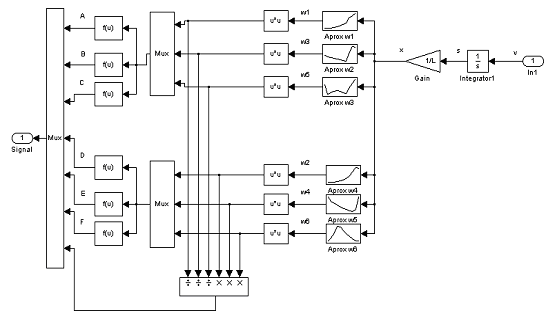 A
f(u)
w1
u*u
Aprox w1
B
f(u)
Mux
w3
u*u
Aprox w2
C
f(u)
w5
u*u
Aprox w3
x
1/L
Gain
s
1
s
Integrator1
v
1
In1
1
Signal
Mux
D
f(u)
w2
u*u
Aprox w4
E
f(u)
Mux
w4
u*u
Aprox w5
F
f(u)
w6
u*u
Aprox w6
÷ ÷ ÷ × × ×